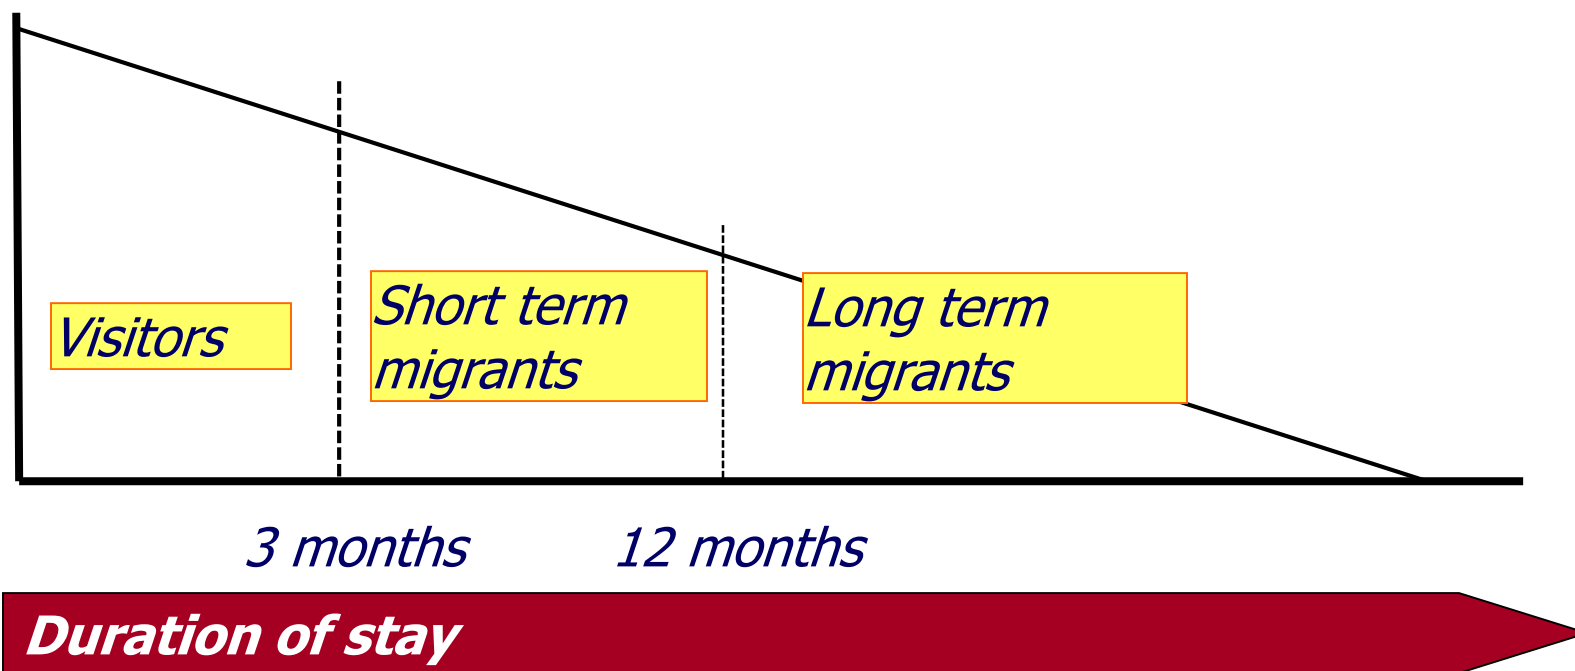 Visitors
Short term
migrants
Long term
migrants
3 months
12 months
Duration of stay